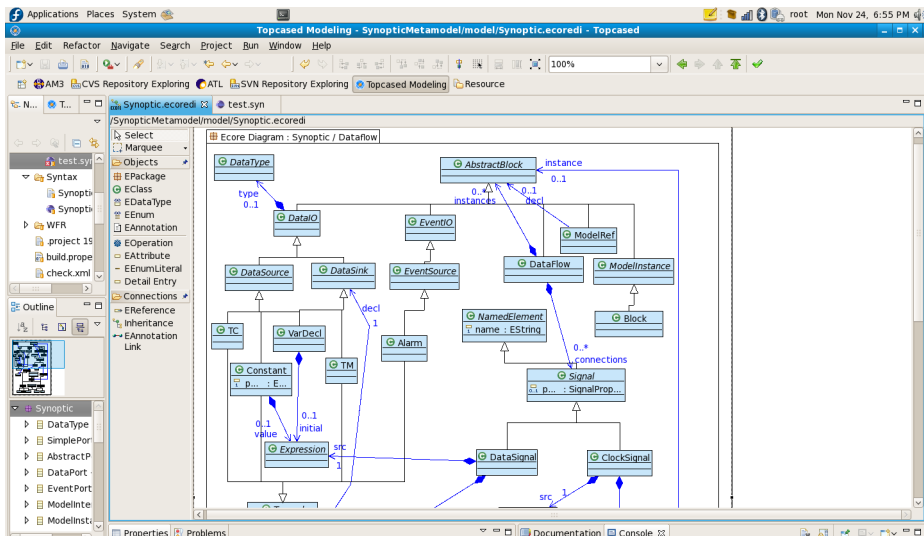 Applications Places System
root Mon Nov 24, 6:55 PM
Topcased Modeling - SynopticMetamodel/model/Synoptic.ecoredi - Topcased
File Edit Refactor Navigate Search Project Run Window Help
100%
AM3 CVS Repository Exploring ATL SVN Repository Exploring Topcased Modeling Resource
N... T...
Synoptic.ecoredi test.syn
/SynopticMetamodel/model/Synoptic.ecoredi
test.syn
Syntax
Synopti
Synopti
WFR
.project 19
build.prope
check.xml
Outline
Synoptic
DataType
SimplePor
AbstractP
DataPort
EventPort
ModelInte
ModelInsta
Select
Marquee
Objects
EPackage
EClass
EDataType
EEnum
EAnnotation
EOperation
EAttribute
EEnumLiteral
Detail Entry
Connections
EReference
Inheritance
EAnnotation
Link
Ecore Diagram : Synoptic / Dataflow
DataType
AbstractBlock
instance
0..1
type
0..1
0..*
instances
0..1
decl
DataIO
EventIO
ModelRef
DataSource
DataSink
EventSource
DataFlow
ModelInstance
decl
1
NamedElement
name : EString
Block
TC
VarDecl
Alarm
0..*
connections
Constant
p... : E...
TM
Signal
p... : SignalProp...
0..1
value
0..1
initial
Expression
src
1
DataSignal
ClockSignal
src
1
Properties Problems
Documentation Console